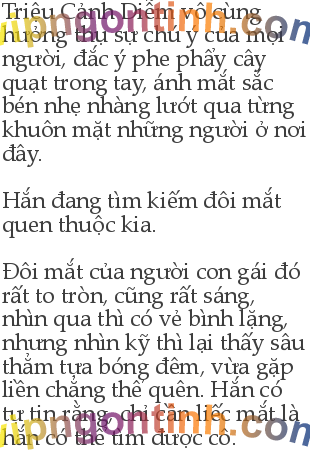 Triệu Cảnh Diễm vô cùng
hưởng thụ sự chú ý của mọi
người, đắc ý phe phẩy cây
quạt trong tay, ánh mắt sắc
bén nhẹ nhàng lướt qua từng
khuôn mặt những người ở nơi
đây.
Hắn đang tìm kiếm đôi mắt
quen thuộc kia.
Đôi mắt của người con gái đó
rất to tròn, cũng rất sáng,
nhìn qua thì có vẻ bình lặng,
nhưng nhìn kỹ thì lại thấy sâu
thẳm tựa bóng đêm, vừa gặp
liền chẳng thể quên. Hắn có
tự tin rằng, chỉ cần liếc mắt là
hắn có thể tìm được cô.